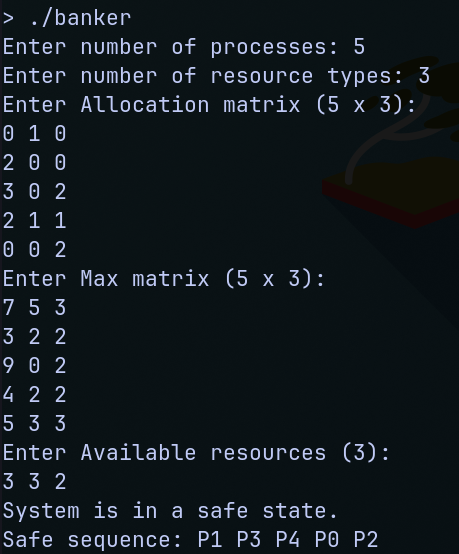 > ./banker
Enter number of processes: 5
Enter number of resource types: 3
Enter Allocation matrix (5 x 3):
0 1 0
2 0 0
3 0 2
2 1 1
0 0 2
Enter Max matrix (5 x 3):
7 5 3
3 2 2
9 0 2
4 2 2
5 3 3
Enter Available resources (3):
3 3 2
System is in a safe state.
Safe sequence: P1 P3 P4 P0 P2